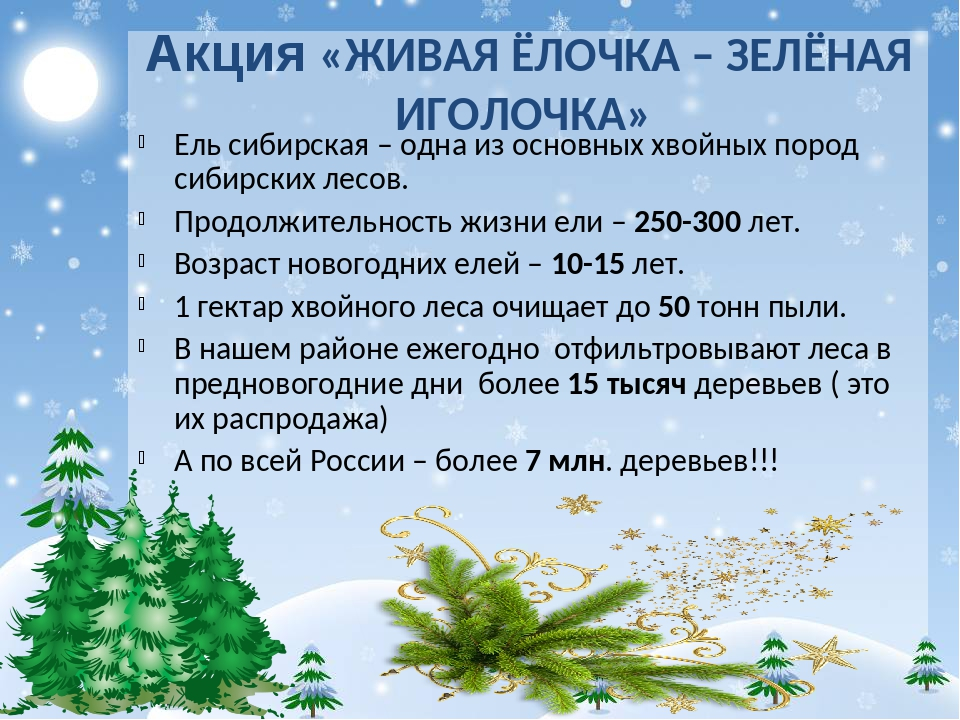 Акция «ЖИВАЯ ЁЛОЧКА – ЗЕЛЁНАЯ
ИГОЛОЧКА»
Ель сибирская – одна из основных хвойных пород
сибирских лесов.
Продолжительность жизни ели – 250-300 лет.
Возраст новогодних елей – 10-15 лет.
1 гектар хвойного леса очищает до 50 тонн пыли.
В нашем районе ежегодно  отфильтровывают леса в
предновогодние дни  более 15 тысяч деревьев ( это
их распродажа)
А по всей России – более 7 млн. деревьев!!!